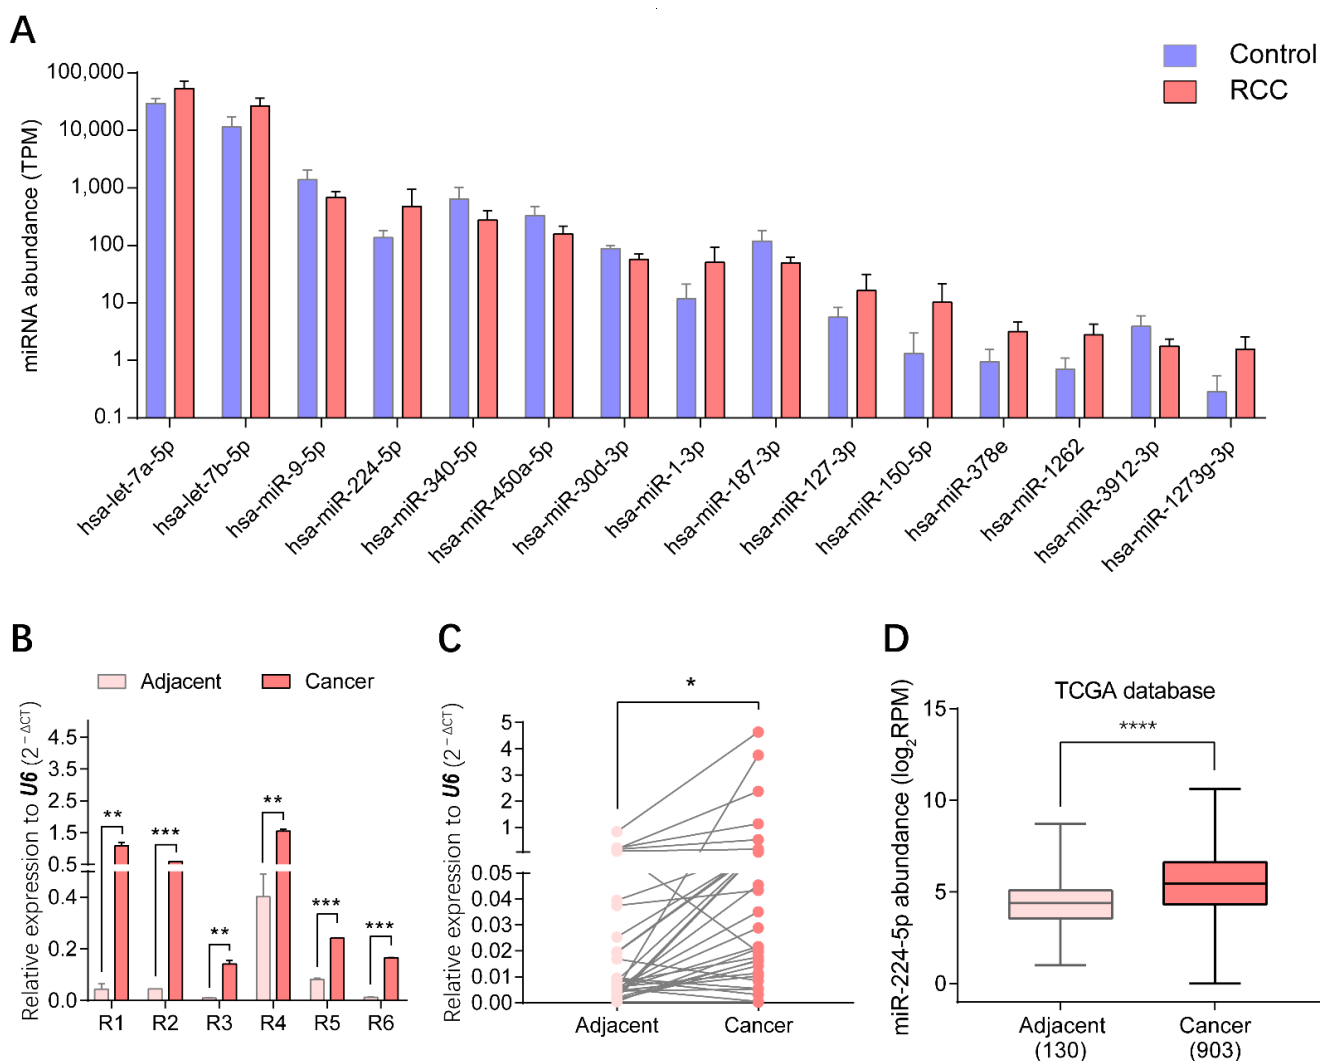 A
Control
RCC
miRNA abundance (TPM)
100,000
10,000
1,000
100
10
1
0.1
hsa-let-7a-5p
hsa-let-7b-5p
hsa-miR-9-5p
hsa-miR-224-5p
hsa-miR-340-5p
hsa-miR-450a-5p
hsa-miR-30d-3p
hsa-miR-1-3p
hsa-miR-187-3p
hsa-miR-127-3p
hsa-miR-150-5p
hsa-miR-378e
hsa-miR-1262
hsa-miR-3912-3p
hsa-miR-1273g-3p
B
Adjacent
Cancer
Relative expression to U6 (2⁻ΔCT)
4.5
3.5
2.5
1.5
0.5
0.4
0.2
0.0
**
***
**
**
***
***
R1
R2
R3
R4
R5
R6
C
Relative expression to U6 (2⁻ΔCT)
*
5
4
3
2
1
0.05
0.04
0.03
0.02
0.01
0.00
Adjacent
Cancer
D
TCGA database
miR-224-5p abundance (log₂RPM)
****
15
10
5
0
Adjacent
(130)
Cancer
(903)